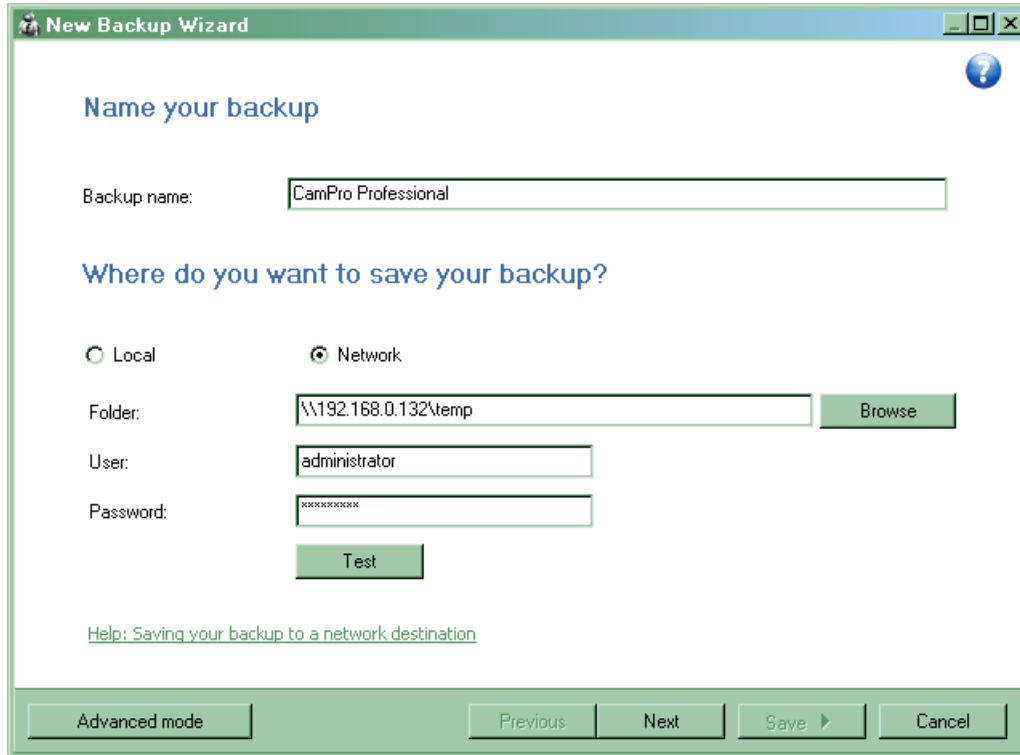 New Backup Wizard
?
Name your backup
Backup name: CamPro Professional
Where do you want to save your backup?
Local Network
Folder: \\192.168.0.132\temp Browse
User: administrator
Password: *********
Test
Help: Saving your backup to a network destination
Advanced mode Previous Next Save Cancel